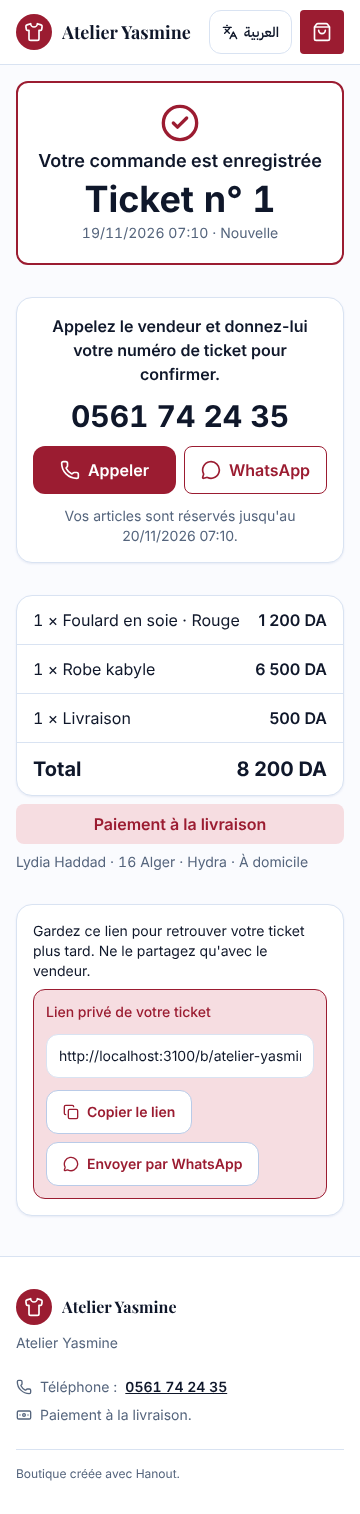 Atelier Yasmine
العربية
Votre commande est enregistrée
Ticket n° 1
19/11/2026 07:10 · Nouvelle
Appelez le vendeur et donnez-lui
votre numéro de ticket pour
confirmer.
0561 74 24 35
Appeler
WhatsApp
Vos articles sont réservés jusqu'au
20/11/2026 07:10.
1 × Foulard en soie · Rouge 1 200 DA
1 × Robe kabyle 6 500 DA
1 × Livraison 500 DA
Total 8 200 DA
Paiement à la livraison
Lydia Haddad · 16 Alger · Hydra · À domicile
Gardez ce lien pour retrouver votre ticket
plus tard. Ne le partagez qu'avec le
vendeur.
Lien privé de votre ticket
http://localhost:3100/b/atelier-yasmi
Copier le lien
Envoyer par WhatsApp
Atelier Yasmine
Atelier Yasmine
Téléphone : 0561 74 24 35
Paiement à la livraison.
Boutique créée avec Hanout.